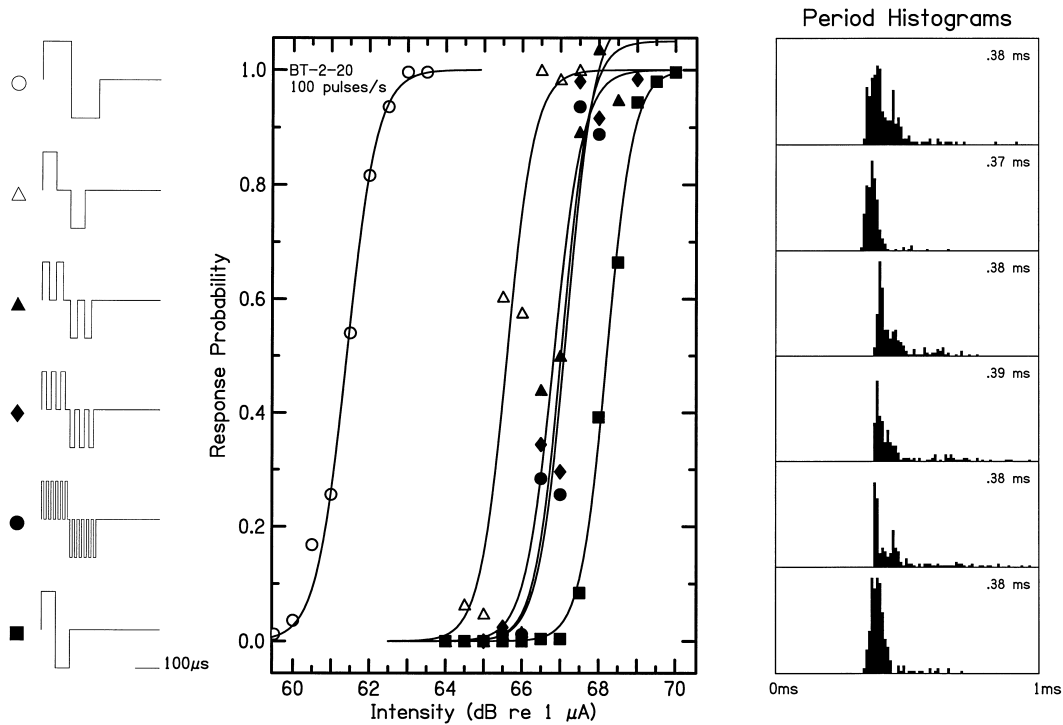 Period Histograms
BT-2-20
100 pulses/s
Response Probability
1.0
0.8
0.6
0.4
0.2
0.0
60 62 64 66 68 70
Intensity (dB re 1 μA)
100μs
.38 ms
.37 ms
.38 ms
.39 ms
.38 ms
.38 ms
0ms 1ms